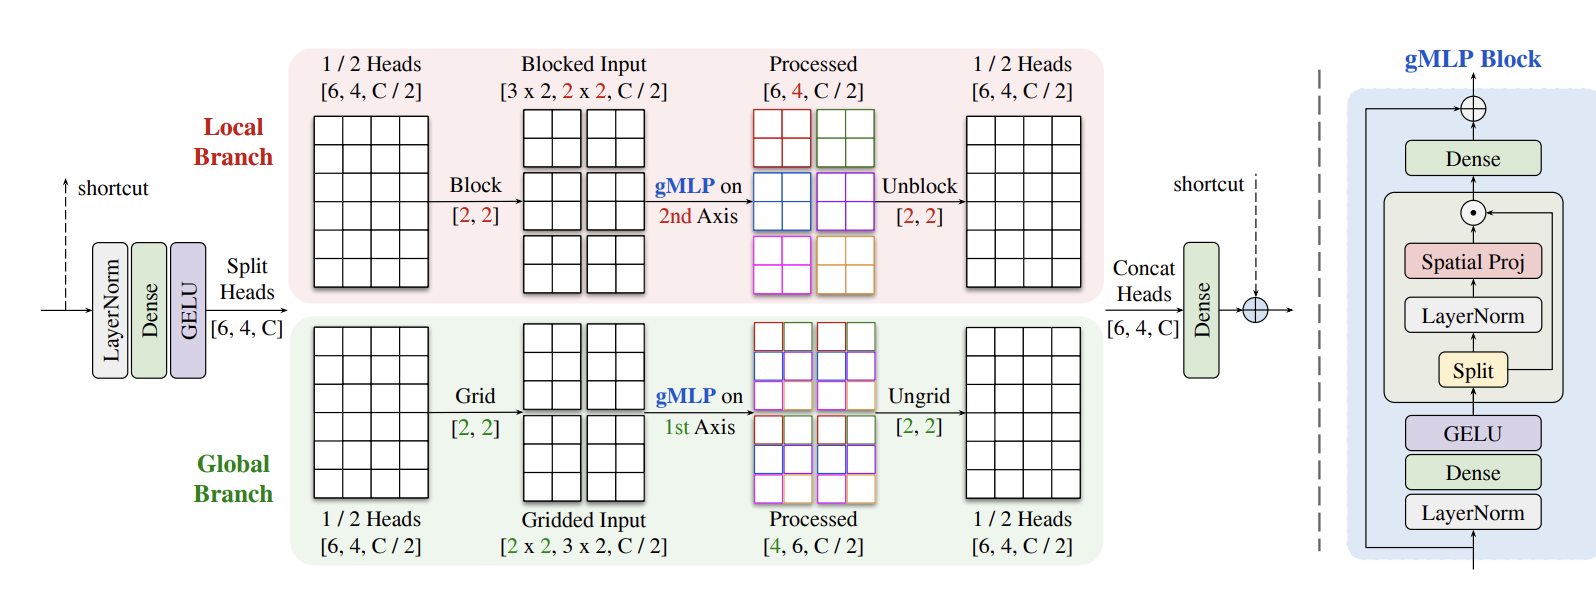 shortcut
LayerNorm
Dense
GELU
Split
Heads
[6, 4, C]
Local
Branch
1 / 2 Heads
[6, 4, C / 2]
Block
[2, 2]
Blocked Input
[3 x 2, 2 x 2, C / 2]
gMLP on
2nd Axis
Processed
[6, 4, C / 2]
Unblock
[2, 2]
1 / 2 Heads
[6, 4, C / 2]
Global
Branch
1 / 2 Heads
[6, 4, C / 2]
Grid
[2, 2]
Gridded Input
[2 x 2, 3 x 2, C / 2]
gMLP on
1st Axis
Processed
[4, 6, C / 2]
Ungrid
[2, 2]
1 / 2 Heads
[6, 4, C / 2]
Concat
Heads
[6, 4, C]
Dense
shortcut
gMLP Block
Dense
Spatial Proj
LayerNorm
Split
GELU
Dense
LayerNorm